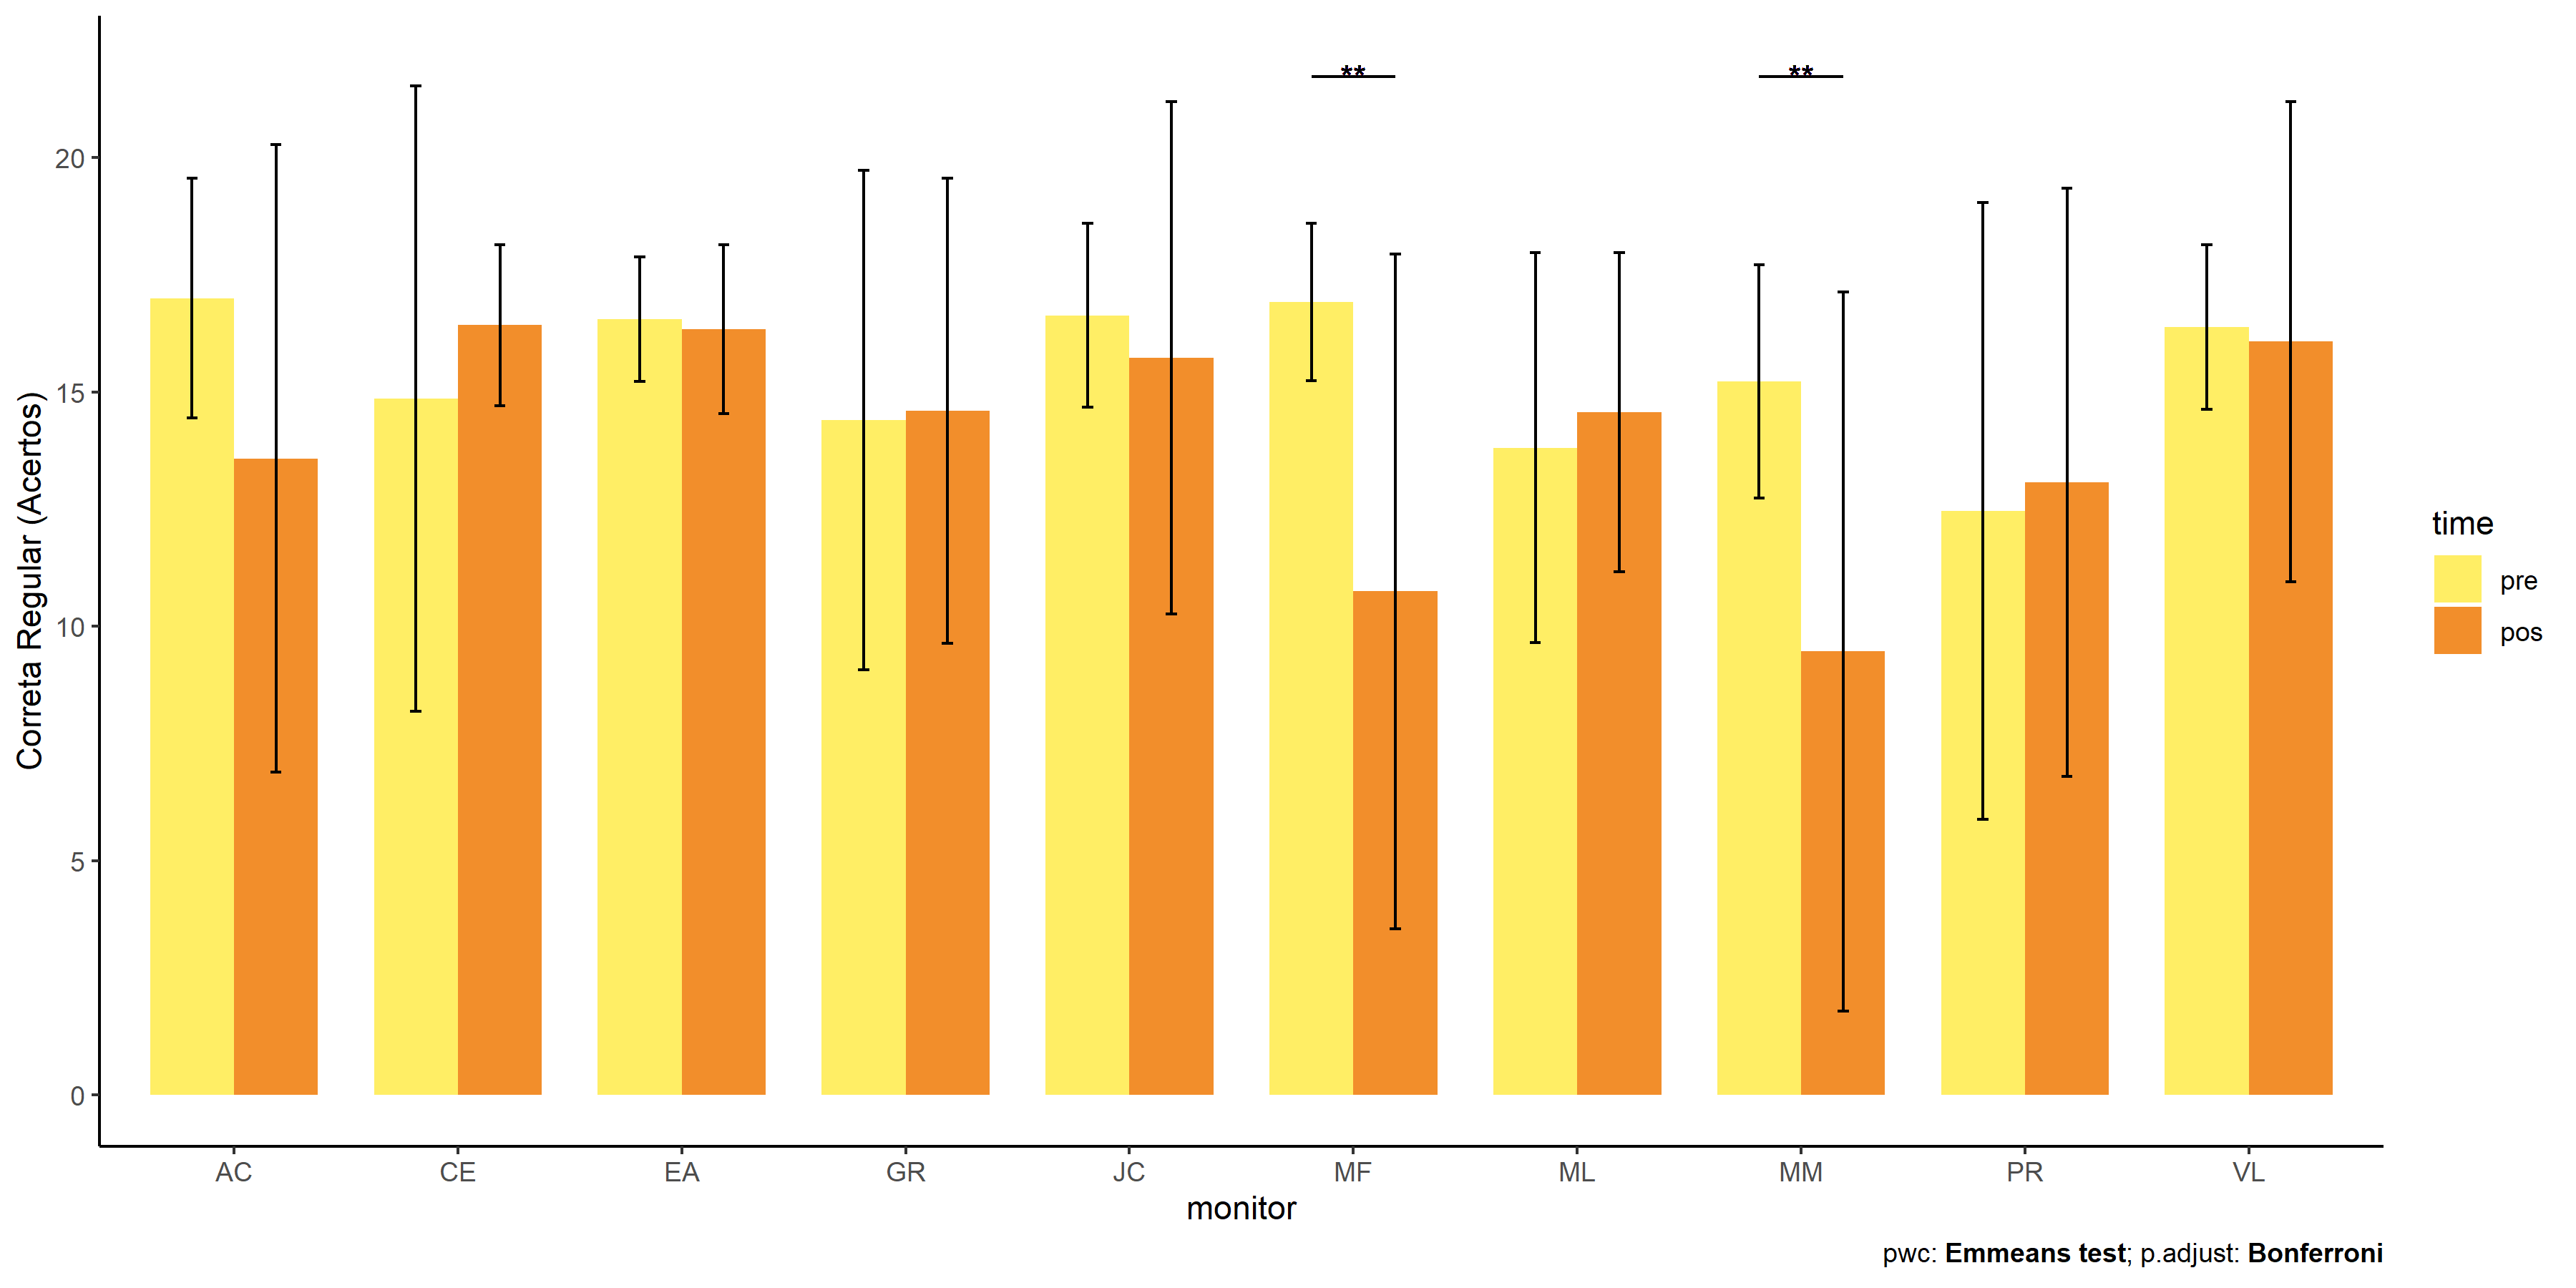 **
**
20
15
10
5
0
Correta Regular (Acertos)
AC
CE
EA
GR
JC
MF
ML
MM
PR
VL
monitor
time
pre
pos
pwc: Emmeans test; p.adjust: Bonferroni